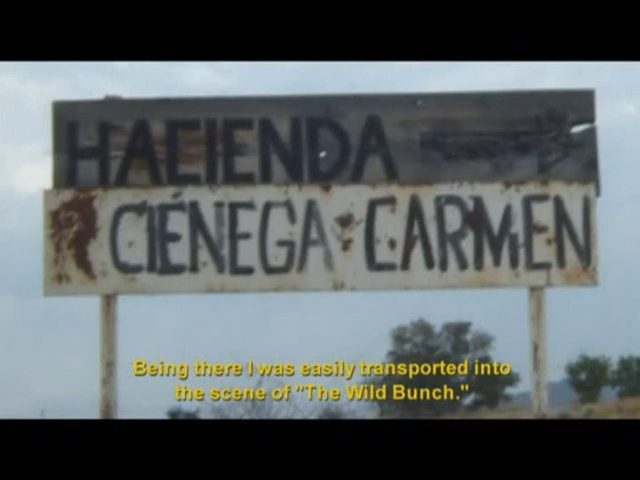 HACIENDA
CIÉNEGA CARMEN
Being there I was easily transported into
the scene of "The Wild Bunch."